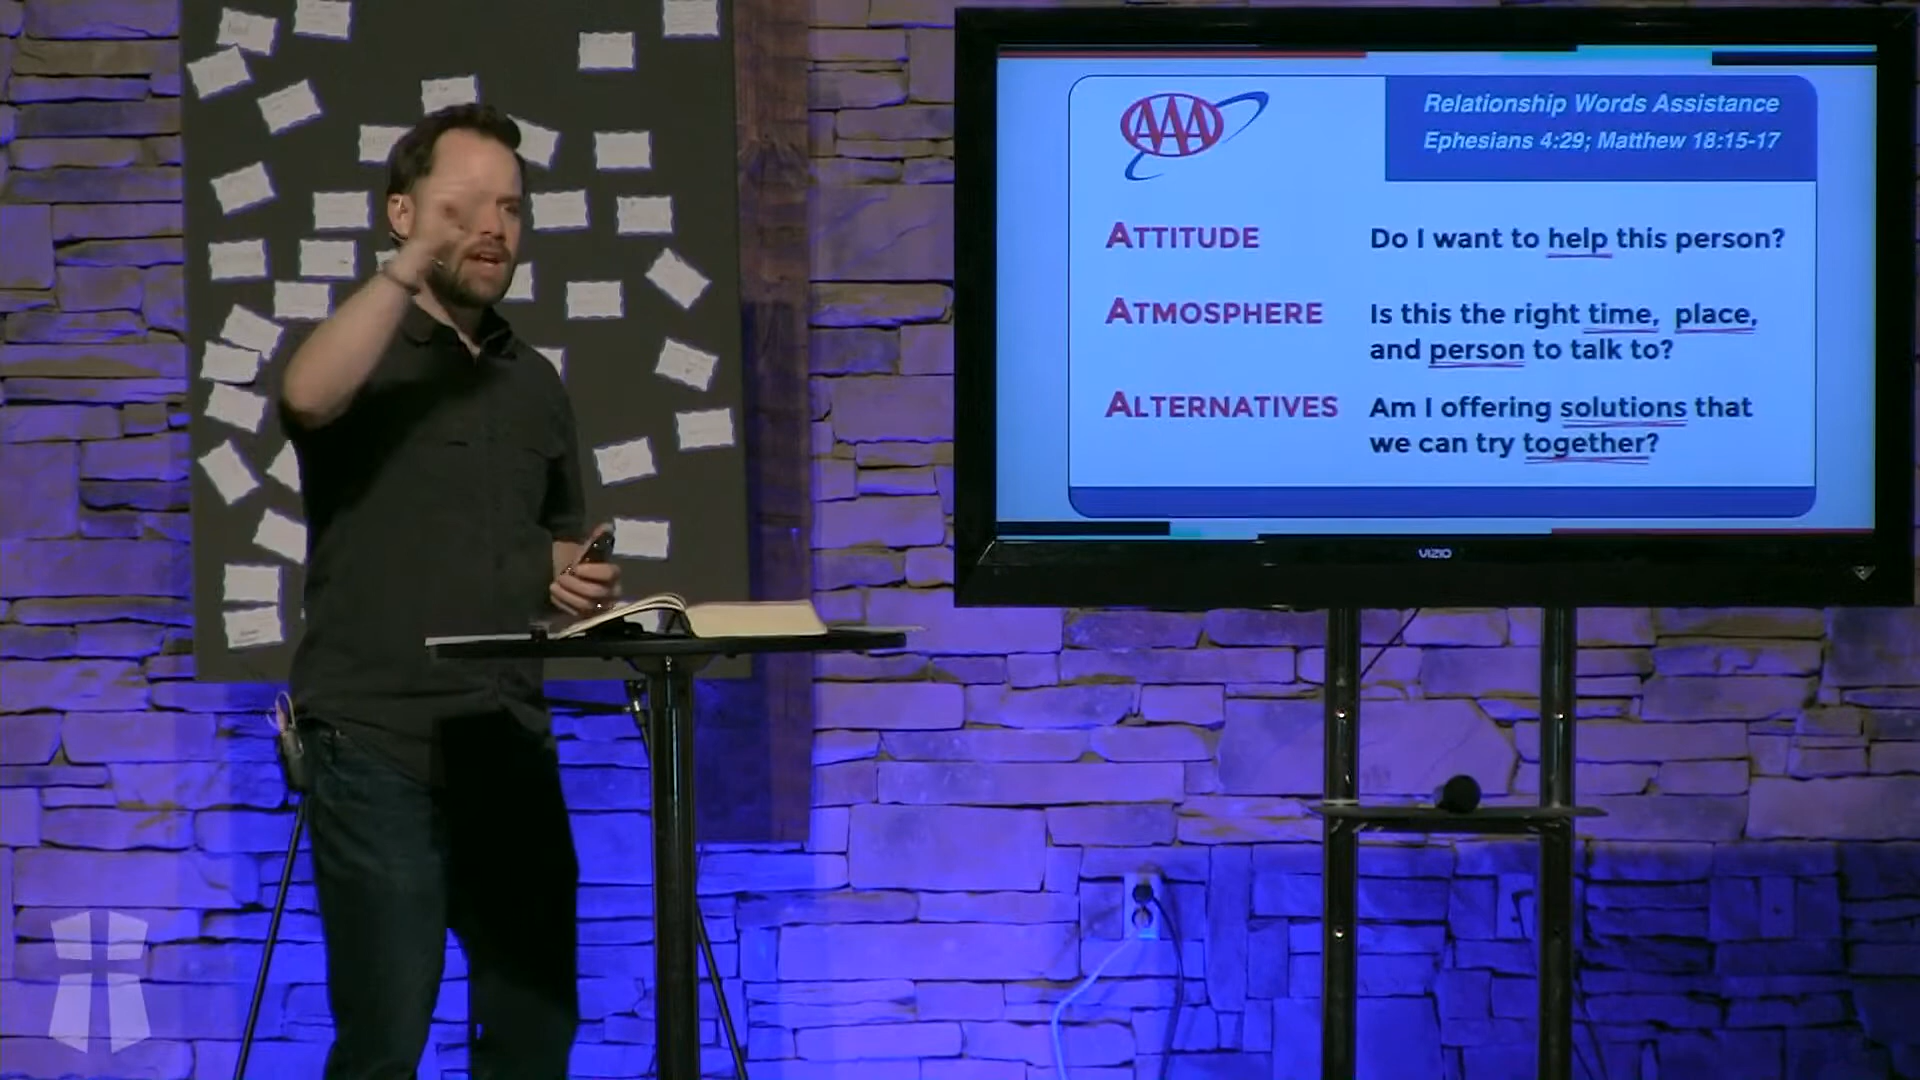 AAA
Relationship Words Assistance
Ephesians 4:29; Matthew 18:15-17
ATTITUDE
Do I want to help this person?
ATMOSPHERE
Is this the right time, place,
and person to talk to?
ALTERNATIVES
Am I offering solutions that
we can try together?
VIZIO